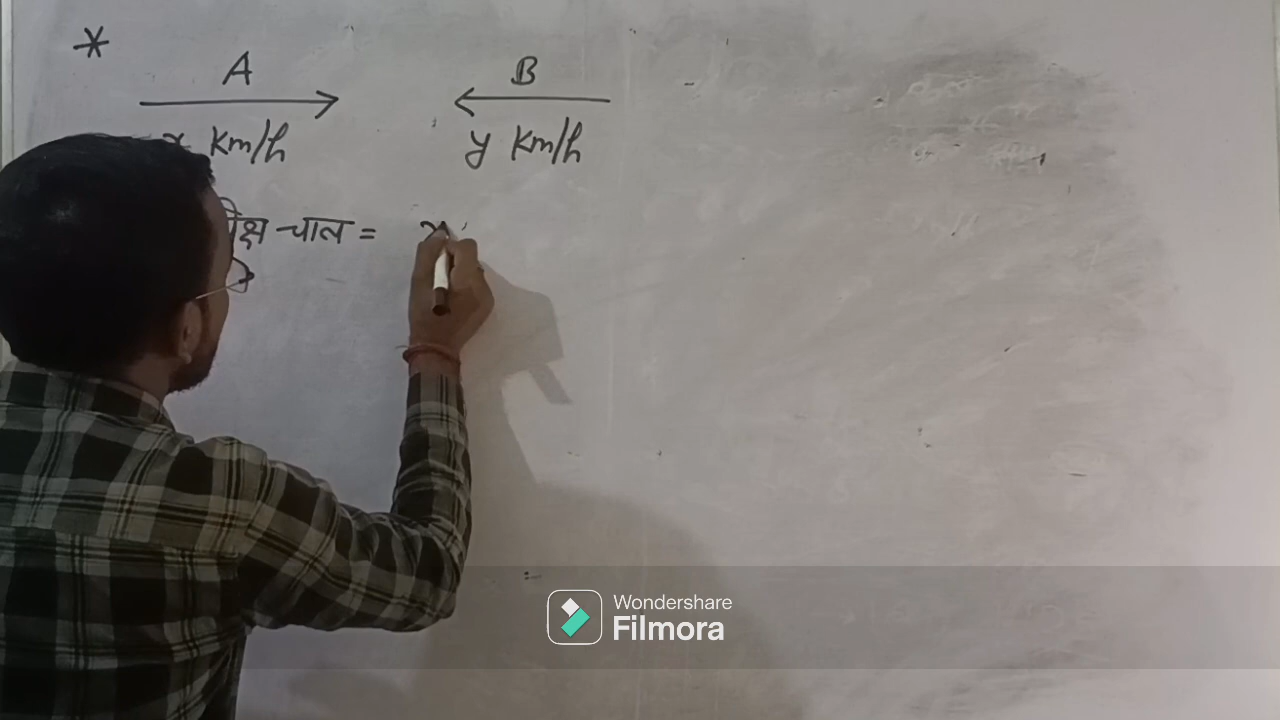 *
A B
x km/h y km/h
चाल = x
Wondershare
Filmora